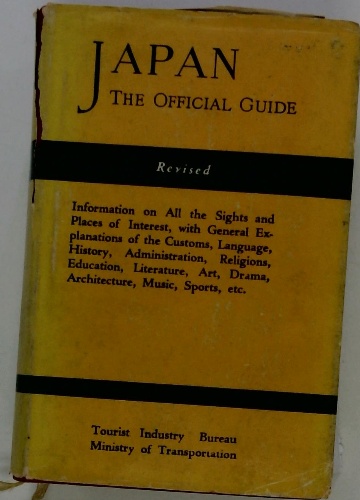 JAPAN
THE OFFICIAL GUIDE
Revised
Information on All the Sights and
Places of Interest, with General Ex-
planations of the Customs, Language,
History, Administration, Religions,
Education, Literature, Art, Drama,
Architecture, Music, Sports, etc.
Tourist Industry Bureau
Ministry of Transportation